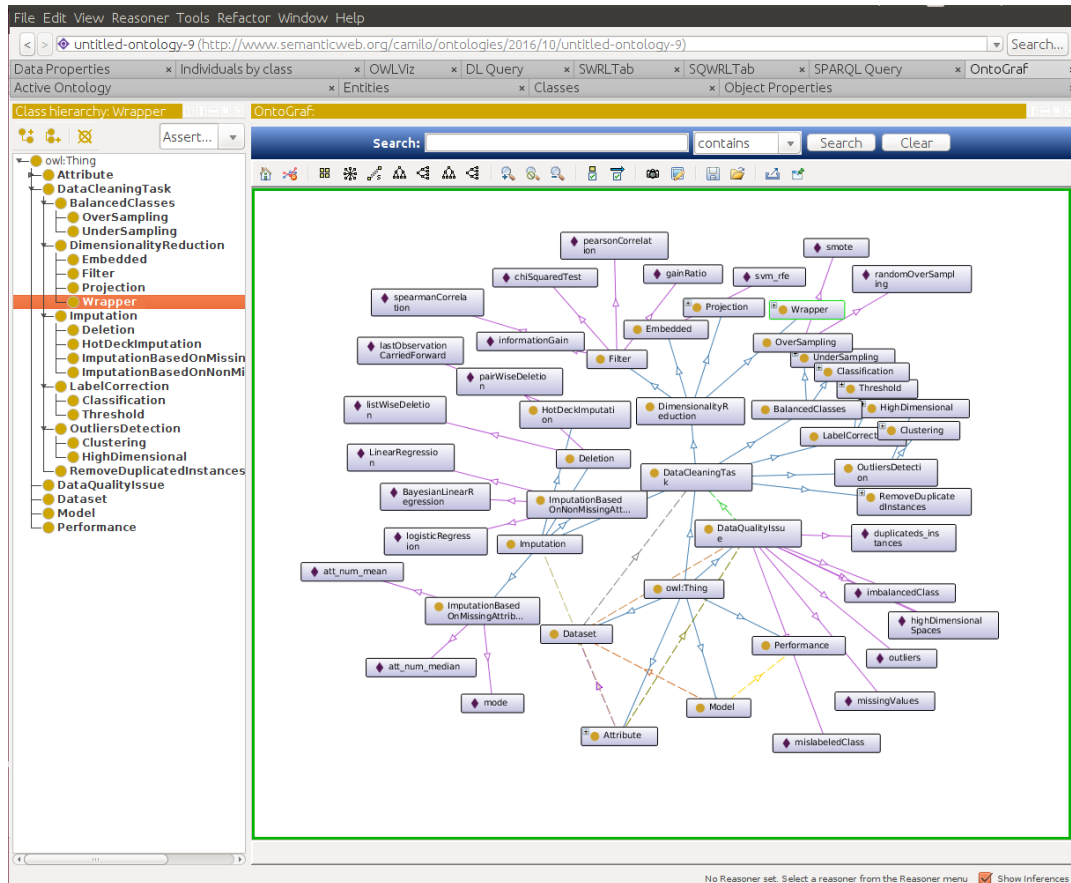 File Edit View Reasoner Tools Refactor Window Help
untitled-ontology-9 (http://www.semanticweb.org/camilo/ontologies/2016/10/untitled-ontology-9)
Search...
Data Properties × Individuals by class × OWLViz × DL Query × SWRLTab × SQWRLTab × SPARQL Query × OntoGraf
Active Ontology × Entities × Classes × Object Properties
Class hierarchy: Wrapper
OntoGraf:
Assert...
Search:
contains
Search
Clear
owl:Thing
Attribute
DataCleaningTask
BalancedClasses
OverSampling
UnderSampling
DimensionalityReduction
Embedded
Filter
Projection
Wrapper
Imputation
Deletion
HotDeckImputation
ImputationBasedOnMissin
ImputationBasedOnNonMi
LabelCorrection
Classification
Threshold
OutliersDetection
Clustering
HighDimensional
RemoveDuplicatedInstances
DataQualityIssue
Dataset
Model
Performance
pearsonCorrelat
ion
smote
chiSquaredTest
gainRatio
svm_rfe
randomOverSampl
ing
spearmanCorrela
tion
Projection
Wrapper
Embedded
informationGain
OverSampling
lastObservation
CarriedForward
Filter
UnderSampling
Classification
pairWiseDeletio
n
Threshold
listWiseDeletio
n
HotDeckImputati
on
DimensionalityR
eduction
BalancedClasses
HighDimensional
LabelCorrect
Clustering
LinearRegressio
n
Deletion
DataCleaningTas
k
OutliersDetecti
on
BayesianLinearR
egression
ImputationBased
OnNonMissingAtt...
RemoveDuplicate
dInstances
logisticRegress
ion
Imputation
DataQualityIssu
e
duplicateds_ins
tances
att_num_mean
owl:Thing
imbalancedClass
ImputationBased
OnMissingAttrib...
highDimensional
Spaces
Dataset
Performance
outliers
att_num_median
mode
Model
missingValues
Attribute
mislabeledClass
No Reasoner set. Select a reasoner from the Reasoner menu
Show Inferences